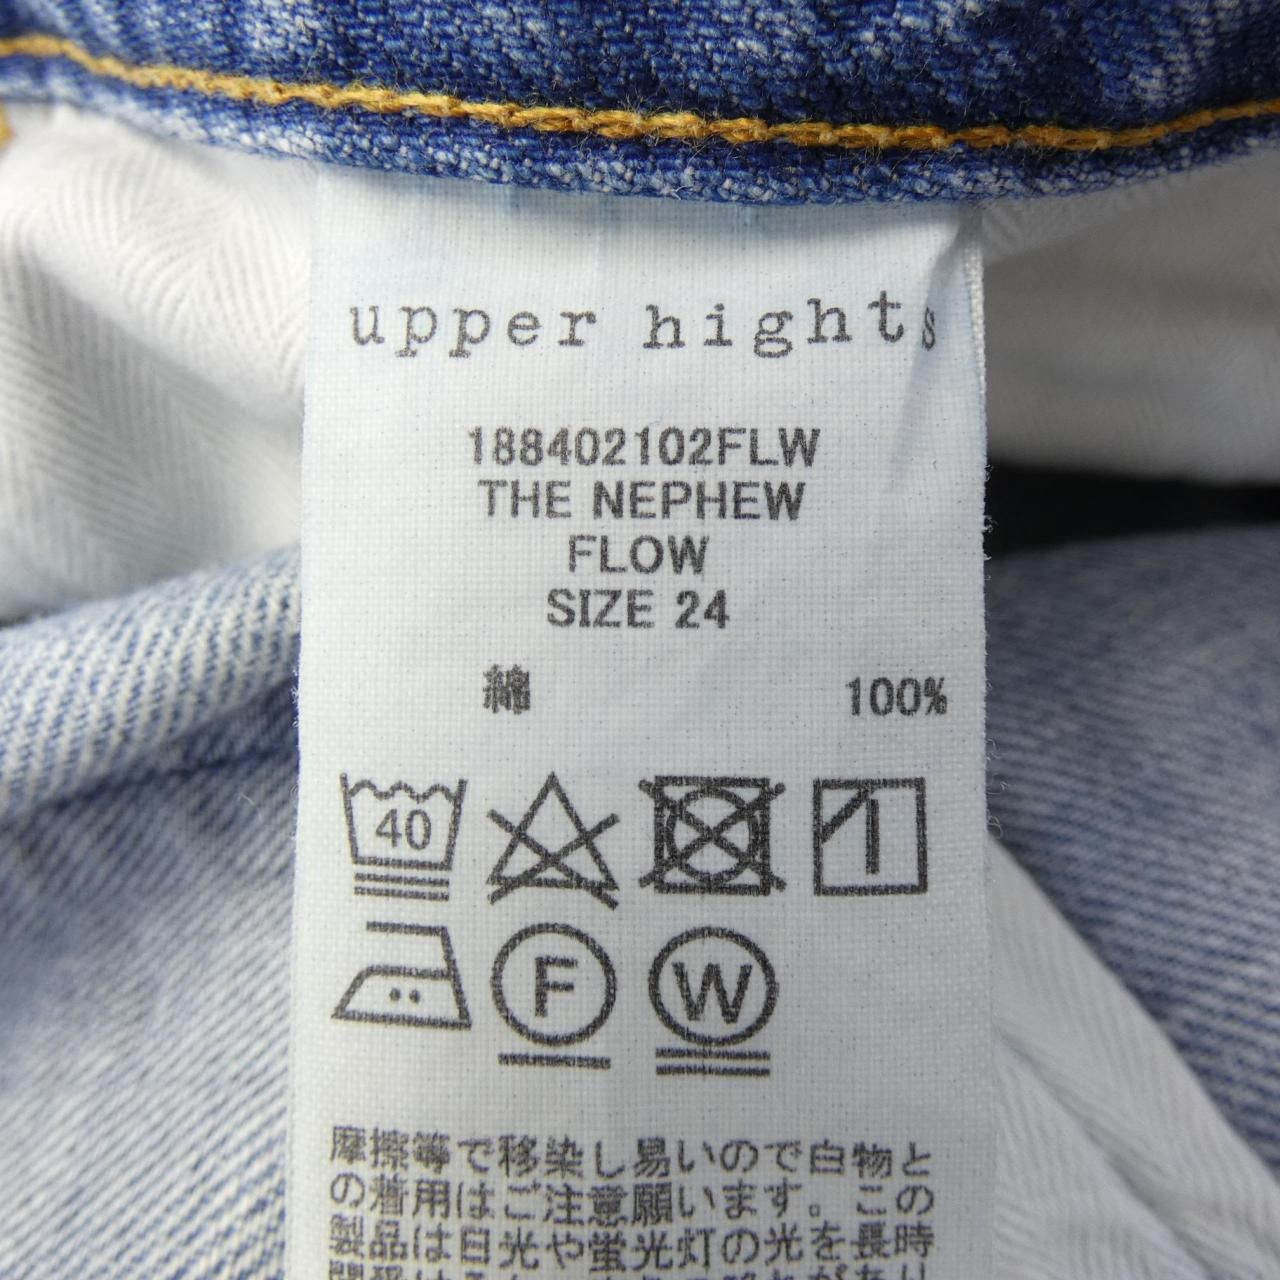 upper hights
188402102FLW
THE NEPHEW
FLOW
SIZE 24
綿 100%
40
F W
摩擦等で移染し易いので白物と
の着用はご注意願います。この
製品は日光や蛍光灯の光を長時